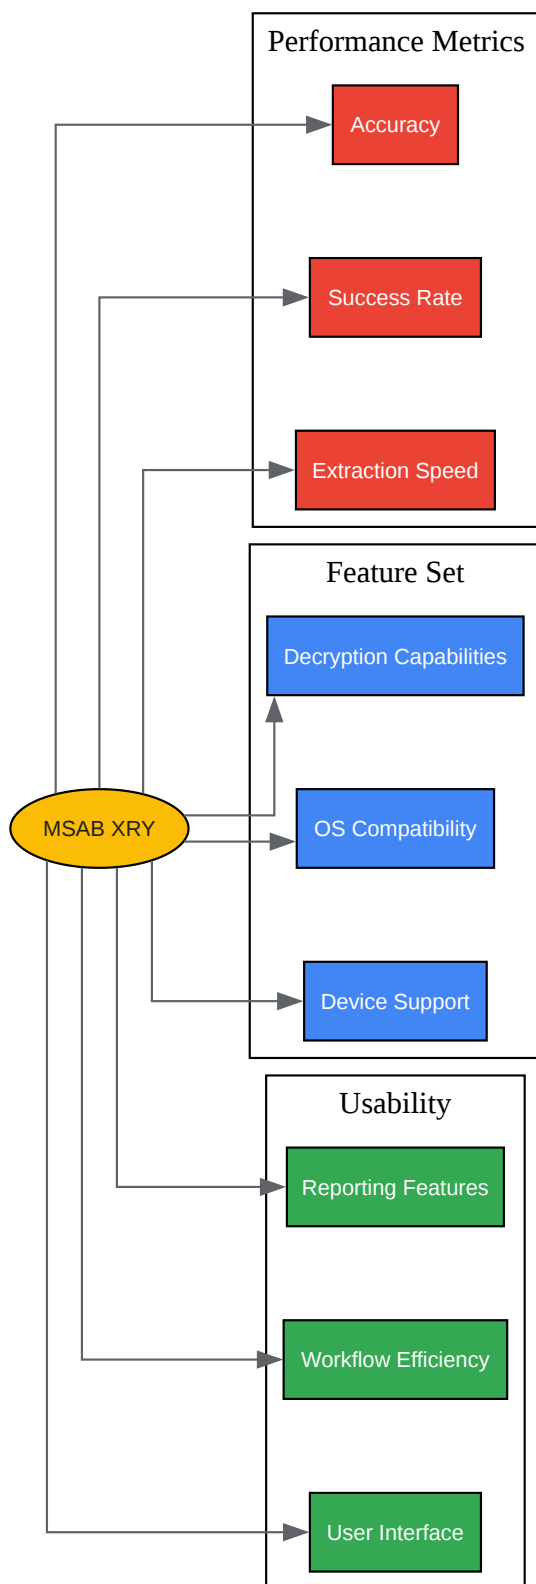 Performance Metrics
Accuracy
Success Rate
Extraction Speed
Feature Set
Decryption Capabilities
MSAB XRY
OS Compatibility
Device Support
Usability
Reporting Features
Workflow Efficiency
User Interface